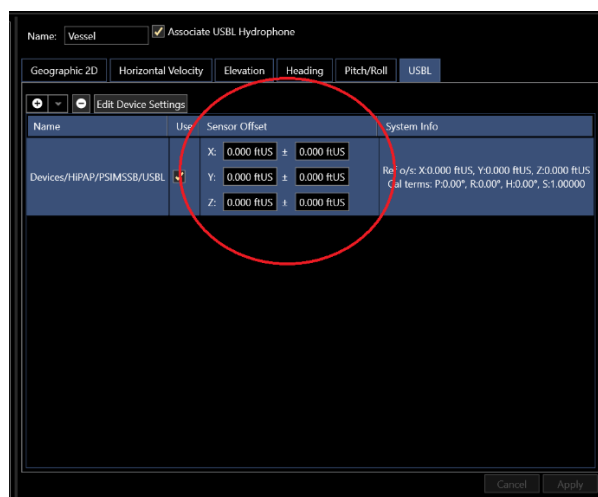 Name: Vessel Associate USBL Hydrophone
Geographic 2D Horizontal Velocity Elevation Heading Pitch/Roll USBL
Edit Device Settings
Name Use Sensor Offset System Info
X: 0.000 ftUS ± 0.000 ftUS
Ref o/s: X:0.000 ftUS, Y:0.000 ftUS, Z:0.000 ftUS
Devices/HiPAP/PSIMSSB/USBL Y: 0.000 ftUS ± 0.000 ftUS
Cal terms: P:0.00°, R:0.00°, H:0.00°, S:1.00000
Z: 0.000 ftUS ± 0.000 ftUS
Cancel Apply